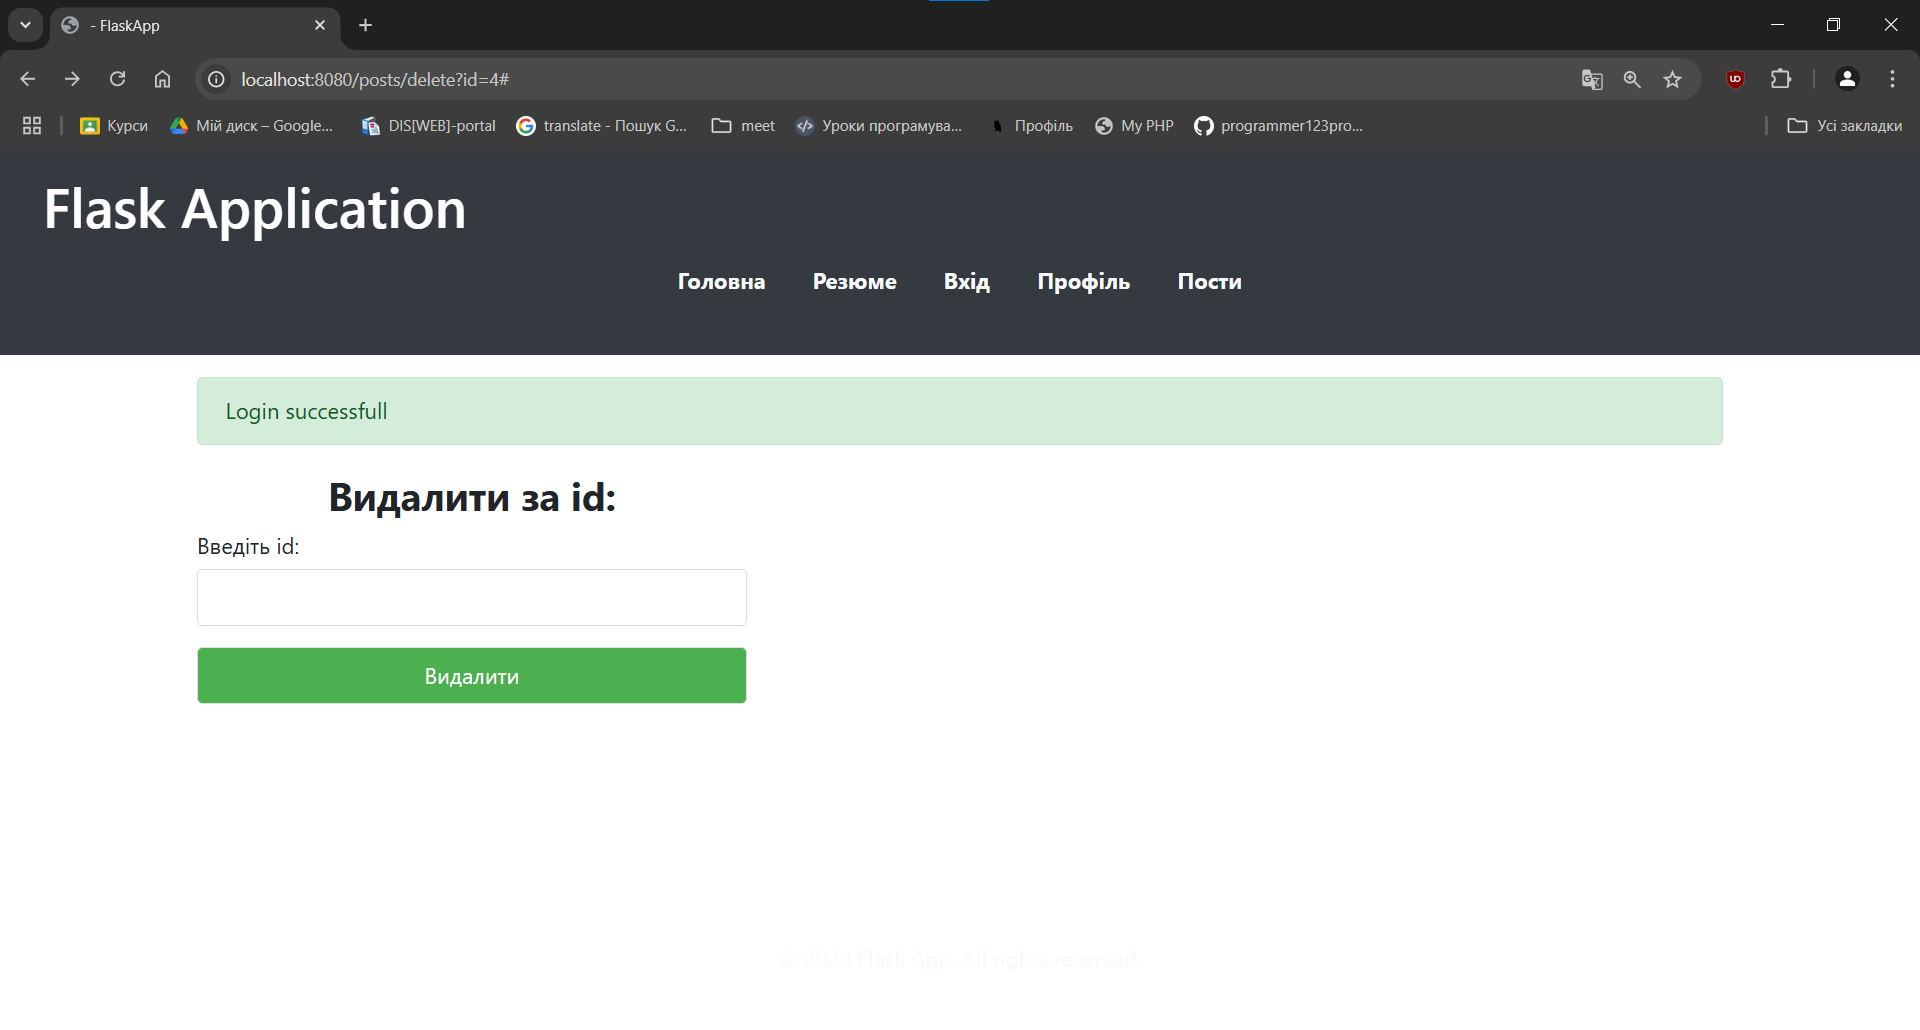 - FlaskApp
localhost:8080/posts/delete?id=4#
Курси Мій диск – Google... DIS[WEB]-portal translate - Пошук G... meet Уроки програмува... Профіль My PHP programmer123pro... Усі закладки
Flask Application
Головна Резюме Вхід Профіль Пости
Login successfull
Видалити за id:
Введіть id:
Видалити
© 2024 Flask App. All rights reserved.